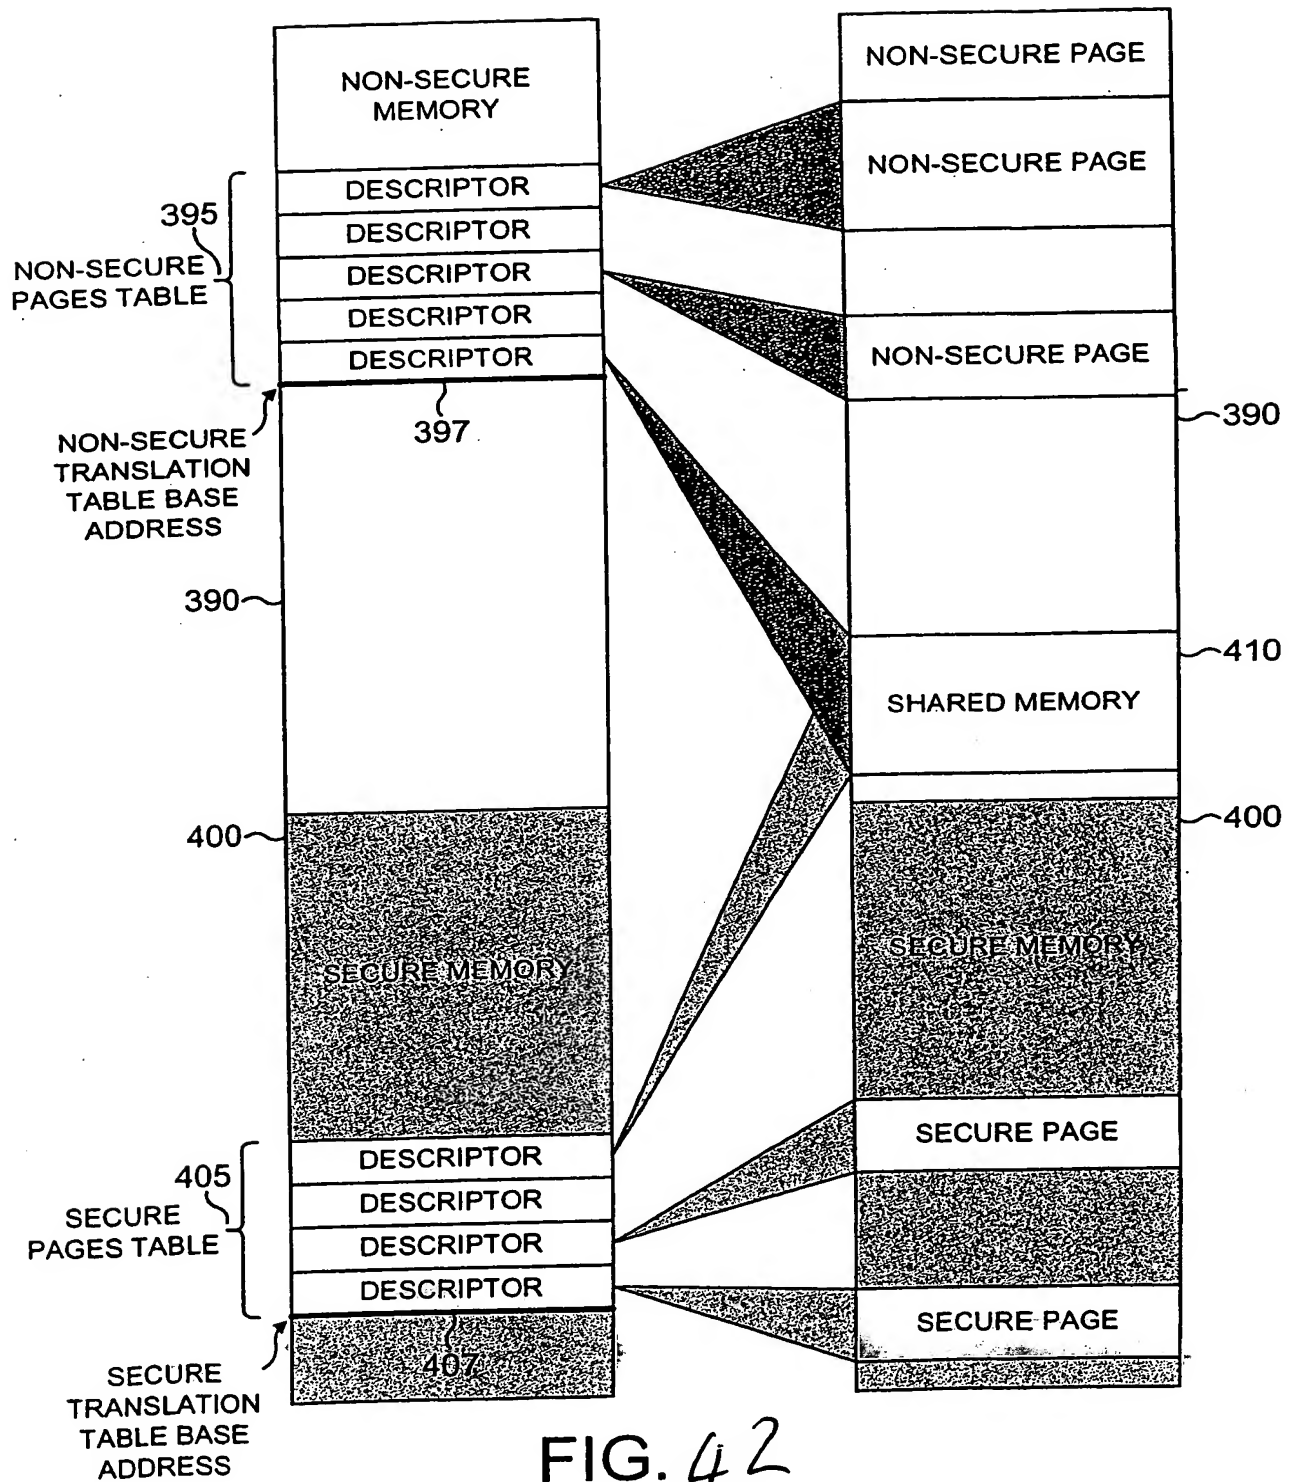 NON-SECURE
MEMORY
DESCRIPTOR
DESCRIPTOR
DESCRIPTOR
DESCRIPTOR
DESCRIPTOR
395
NON-SECURE
PAGES TABLE
397
NON-SECURE
TRANSLATION
TABLE BASE
ADDRESS
390
400
SECURE MEMORY
DESCRIPTOR
DESCRIPTOR
DESCRIPTOR
DESCRIPTOR
405
SECURE
PAGES TABLE
407
SECURE
TRANSLATION
TABLE BASE
ADDRESS
NON-SECURE PAGE
NON-SECURE PAGE
NON-SECURE PAGE
390
410
SHARED MEMORY
400
SECURE MEMORY
SECURE PAGE
SECURE PAGE
FIG. 42